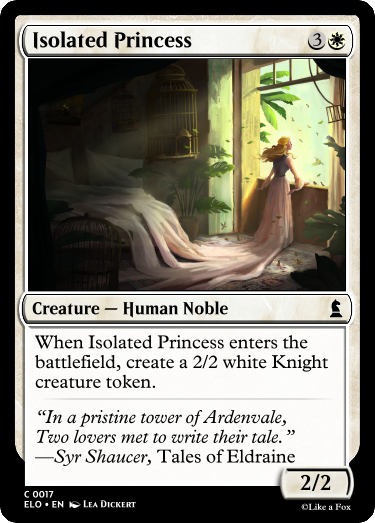 Isolated Princess 3
Creature — Human Noble
When Isolated Princess enters the
battlefield, create a 2/2 white Knight
creature token.
“In a pristine tower of Ardenvale,
Two lovers met to write their tale.”
—Syr Shaucer, Tales of Eldraine
2/2
C 0017
ELO • EN Lea Dickert
©Like a Fox